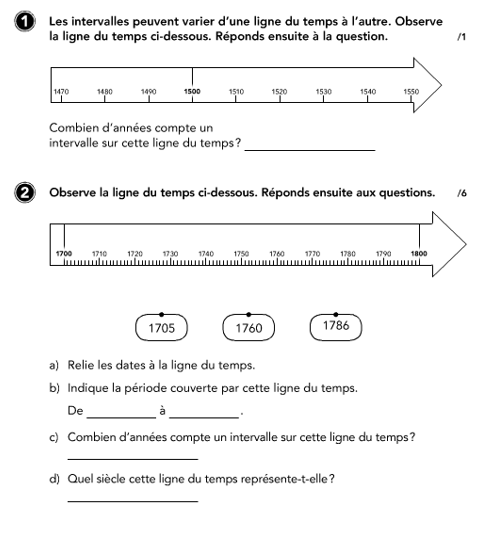 1 Les intervalles peuvent varier d'une ligne du temps à l'autre. Observe
la ligne du temps ci-dessous. Réponds ensuite à la question. /1
1470 1480 1490 1500 1510 1520 1530 1540 1550
Combien d'années compte un
intervalle sur cette ligne du temps?
2 Observe la ligne du temps ci-dessous. Réponds ensuite aux questions. /6
1700 1710 1720 1730 1740 1750 1760 1770 1780 1790 1800
1705 1760 1786
a) Relie les dates à la ligne du temps.
b) Indique la période couverte par cette ligne du temps.
De à .
c) Combien d'années compte un intervalle sur cette ligne du temps?
d) Quel siècle cette ligne du temps représente-t-elle?